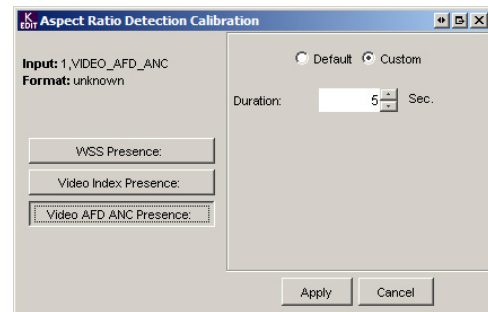 K EDIT Aspect Ratio Detection Calibration
Input: 1,VIDEO_AFD_ANC
Format: unknown
Default Custom
Duration: 5 Sec.
WSS Presence:
Video Index Presence:
Video AFD ANC Presence:
Apply Cancel